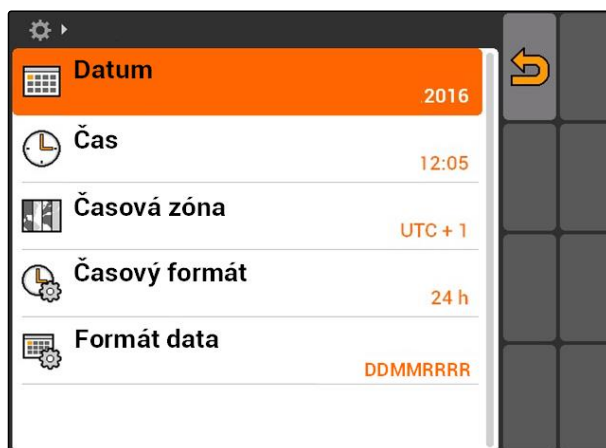 Datum
.2016
Čas
12:05
Časová zóna
UTC + 1
Časový formát
24 h
Formát data
DDMMRRRR